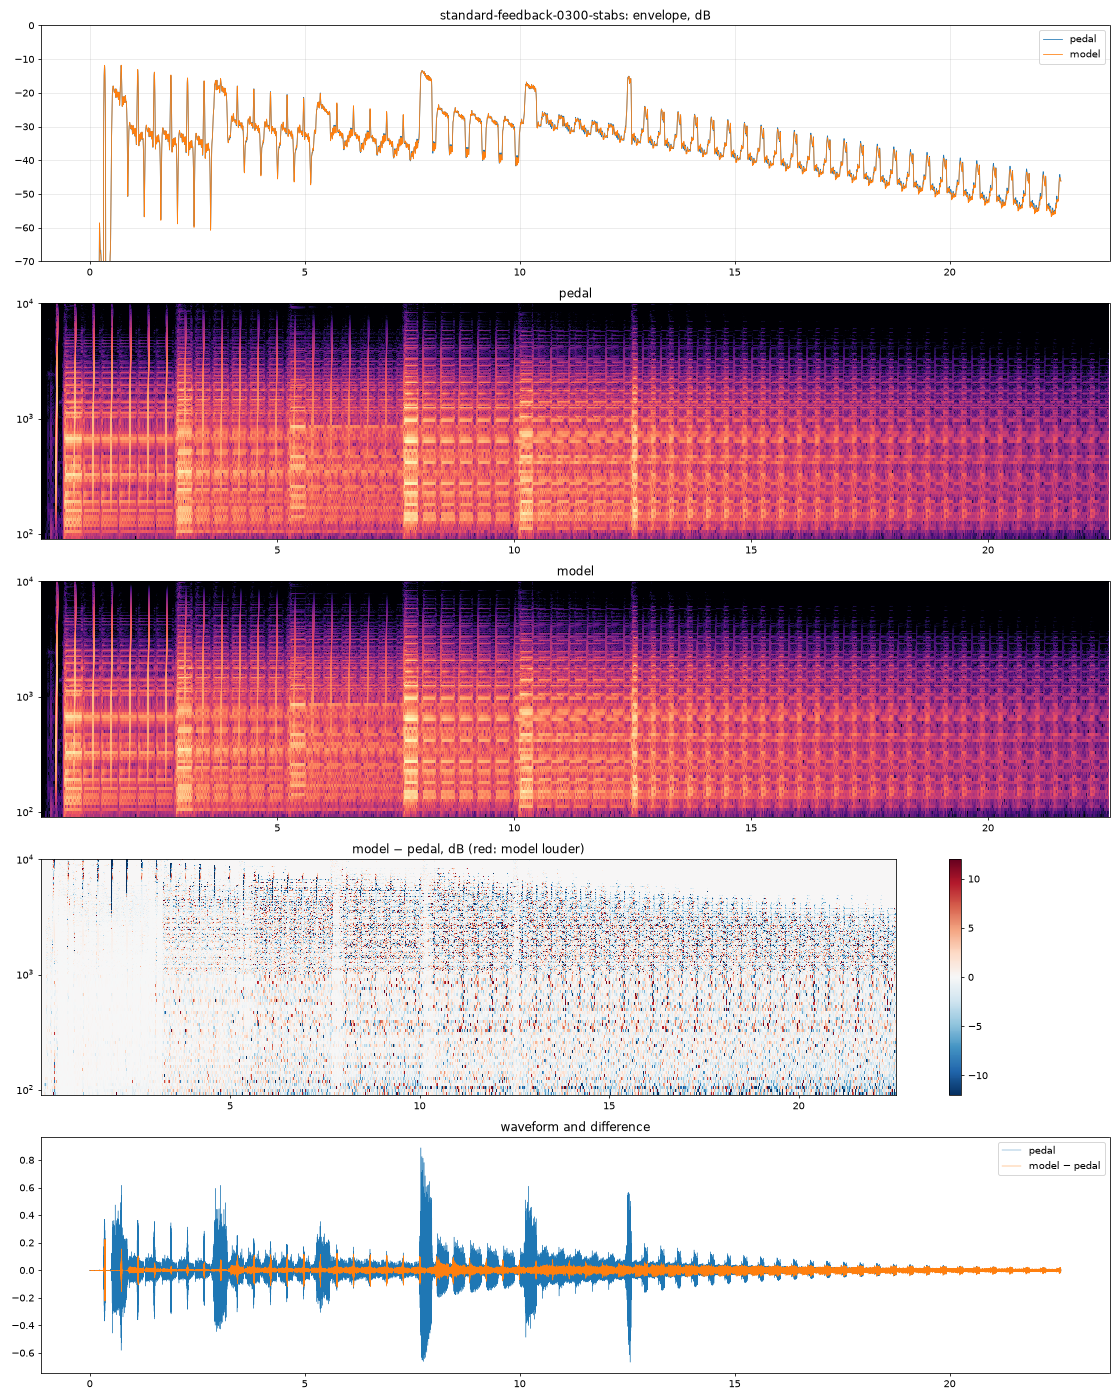 standard-feedback-0300-stabs: envelope, dB
0
−10
−20
−30
−40
−50
−60
−70
pedal
model
0 5 10 15 20
pedal
10⁴
10³
10²
5 10 15 20
model
10⁴
10³
10²
5 10 15 20
model − pedal, dB (red: model louder)
10⁴
10³
10²
5 10 15 20
10
5
0
−5
−10
waveform and difference
0.8
0.6
0.4
0.2
0.0
−0.2
−0.4
−0.6
pedal
model − pedal
0 5 10 15 20